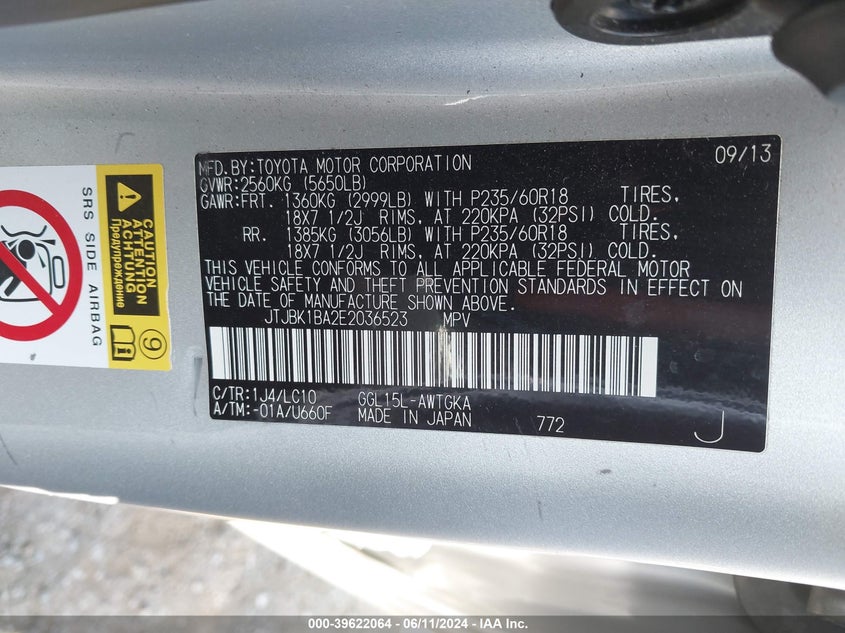 MFD. BY:TOYOTA MOTOR CORPORATION 09/13
GVWR:2560KG (5650LB)
GAWR:FRT. 1360KG (2999LB) WITH P235/60R18 TIRES,
18X7 1/2J RIMS, AT 220KPA (32PSI) COLD.
RR. 1385KG (3056LB) WITH P235/60R18 TIRES,
18X7 1/2J RIMS, AT 220KPA (32PSI) COLD.
THIS VEHICLE CONFORMS TO ALL APPLICABLE FEDERAL MOTOR
VEHICLE SAFETY AND THEFT PREVENTION STANDARDS IN EFFECT ON
THE DATE OF MANUFACTURE SHOWN ABOVE.
JTJBK1BA2E2036523 MPV
C/TR:1J4/LC10 GGL15L-AWTGKA
A/TM:-01A/U660F MADE IN JAPAN 772 J
SRS SIDE AIRBAG
CAUTION
ATTENTION
ACHTUNG
Предупреждение
9
000-39622064 - 06/11/2024 - IAA Inc.